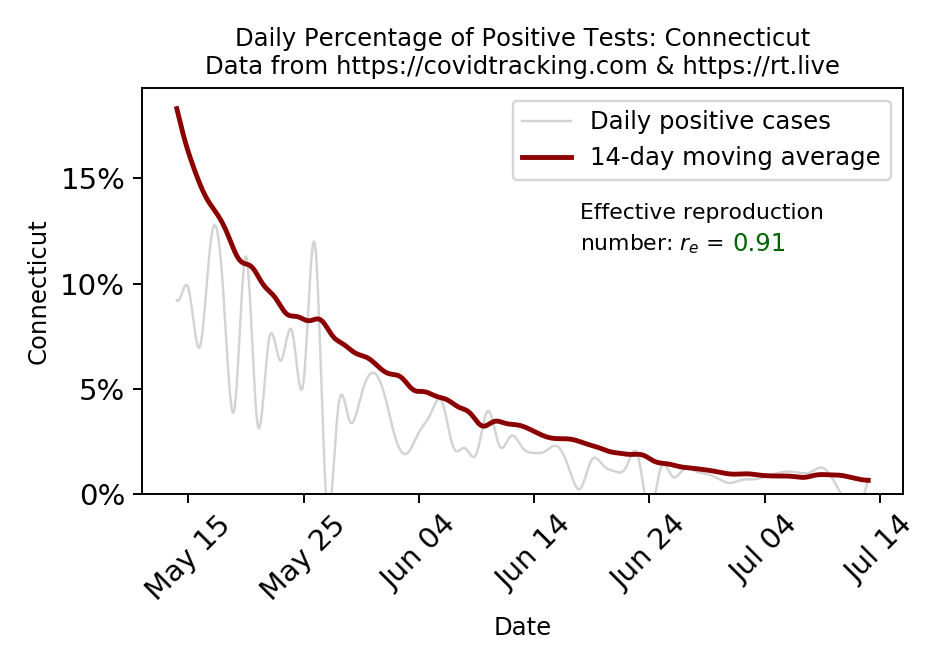 Daily Percentage of Positive Tests: Connecticut
Data from https://covidtracking.com & https://rt.live
Daily positive cases
14-day moving average
Effective reproduction
number: rₑ = 0.91
15%
10%
5%
0%
Connecticut
May 15
May 25
Jun 04
Jun 14
Jun 24
Jul 04
Jul 14
Date